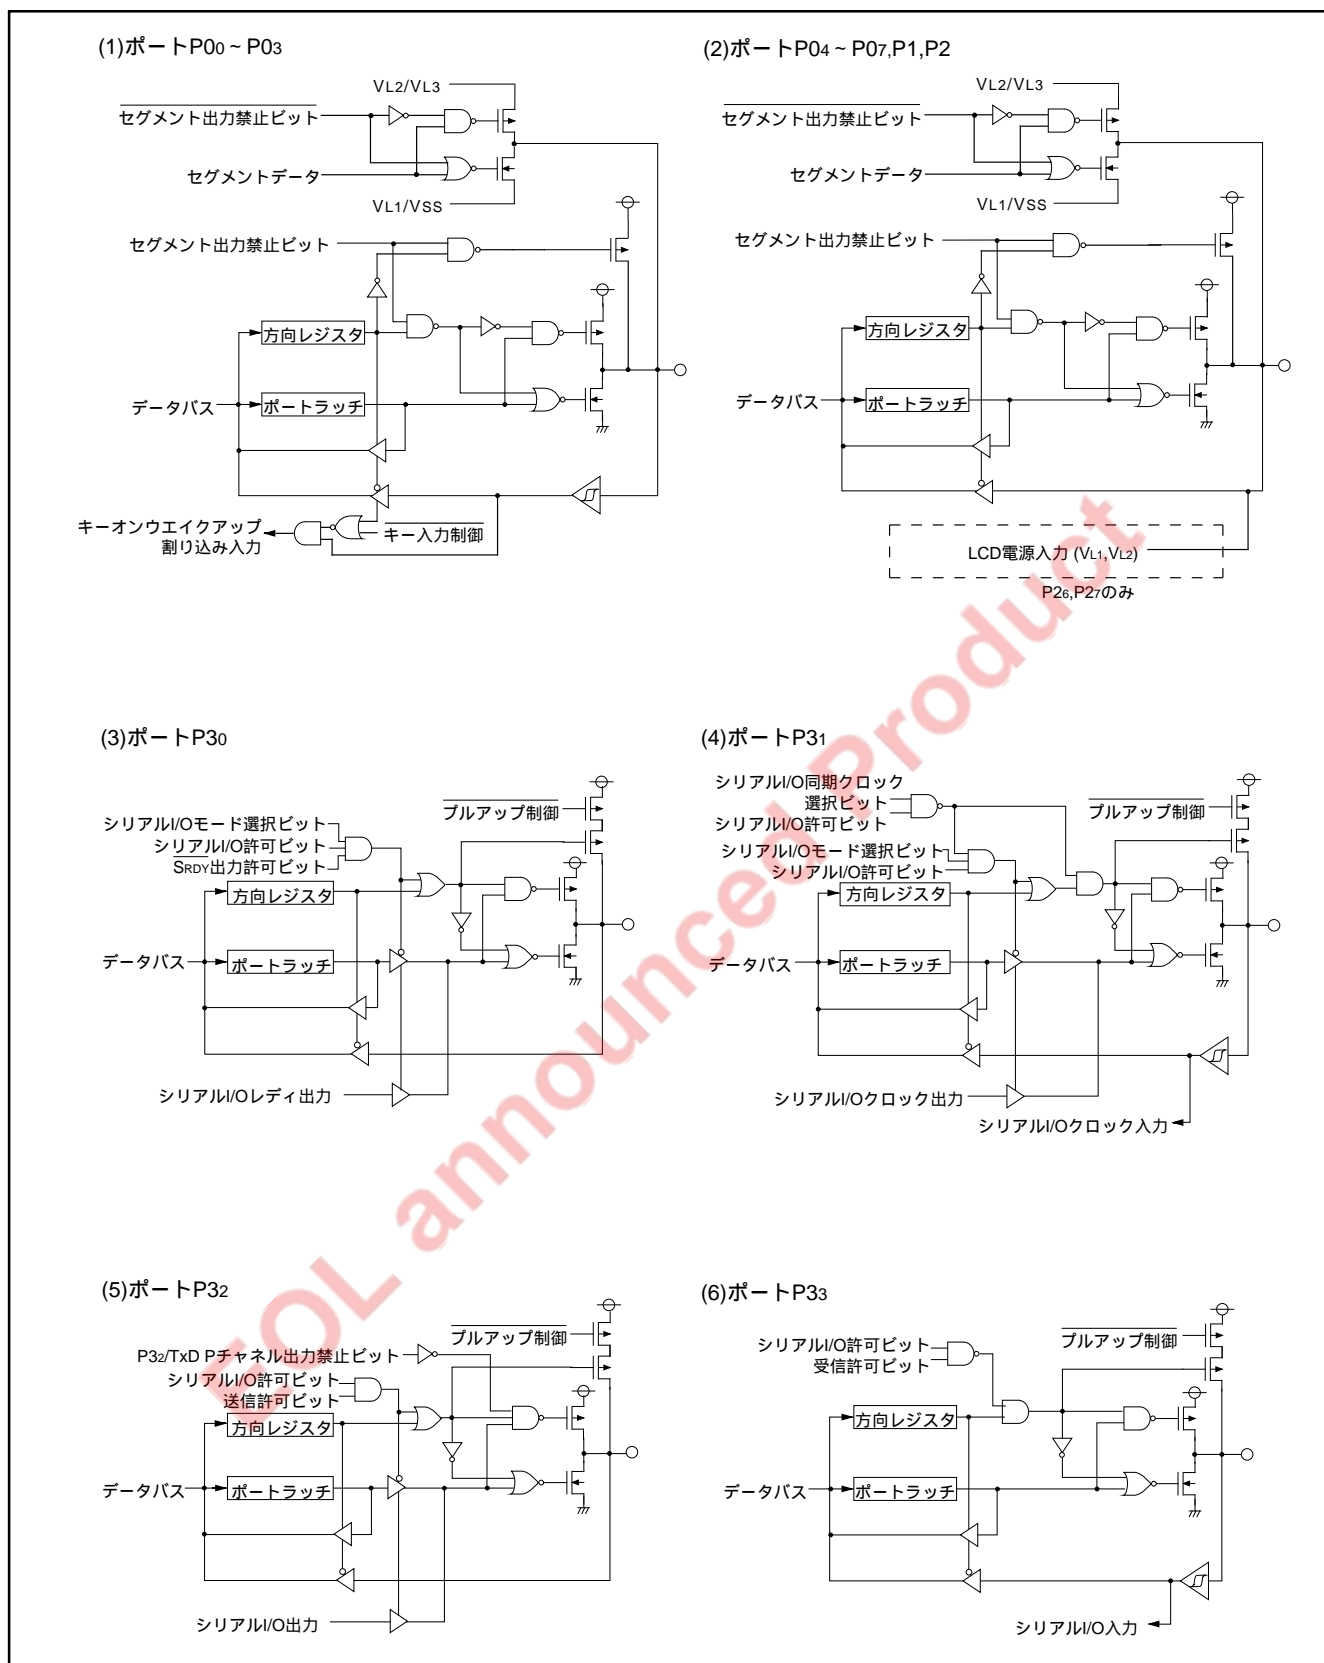 (1)ポートP00 ~ P03
VL2/VL3
セグメント出力禁止ビット
セグメントデータ
VL1/VSS
セグメント出力禁止ビット
方向レジスタ
データバス
ポートラッチ
キーオンウエイクアップ
割り込み入力
キー入力制御
(2)ポートP04 ~ P07,P1,P2
VL2/VL3
セグメント出力禁止ビット
セグメントデータ
VL1/VSS
セグメント出力禁止ビット
方向レジスタ
データバス
ポートラッチ
LCD電源入力 (VL1,VL2)
P26,P27のみ
(3)ポートP30
プルアップ制御
シリアルI/Oモード選択ビット
シリアルI/O許可ビット
SRDY出力許可ビット
方向レジスタ
データバス
ポートラッチ
シリアルI/Oレディ出力
(4)ポートP31
シリアルI/O同期クロック
選択ビット
シリアルI/O許可ビット
プルアップ制御
シリアルI/Oモード選択ビット
シリアルI/O許可ビット
方向レジスタ
データバス
ポートラッチ
シリアルI/Oクロック出力
シリアルI/Oクロック入力
(5)ポートP32
プルアップ制御
P32/TxD Pチャネル出力禁止ビット
シリアルI/O許可ビット
送信許可ビット
方向レジスタ
データバス
ポートラッチ
シリアルI/O出力
(6)ポートP33
プルアップ制御
シリアルI/O許可ビット
受信許可ビット
方向レジスタ
データバス
ポートラッチ
シリアルI/O入力
EOL announced Product